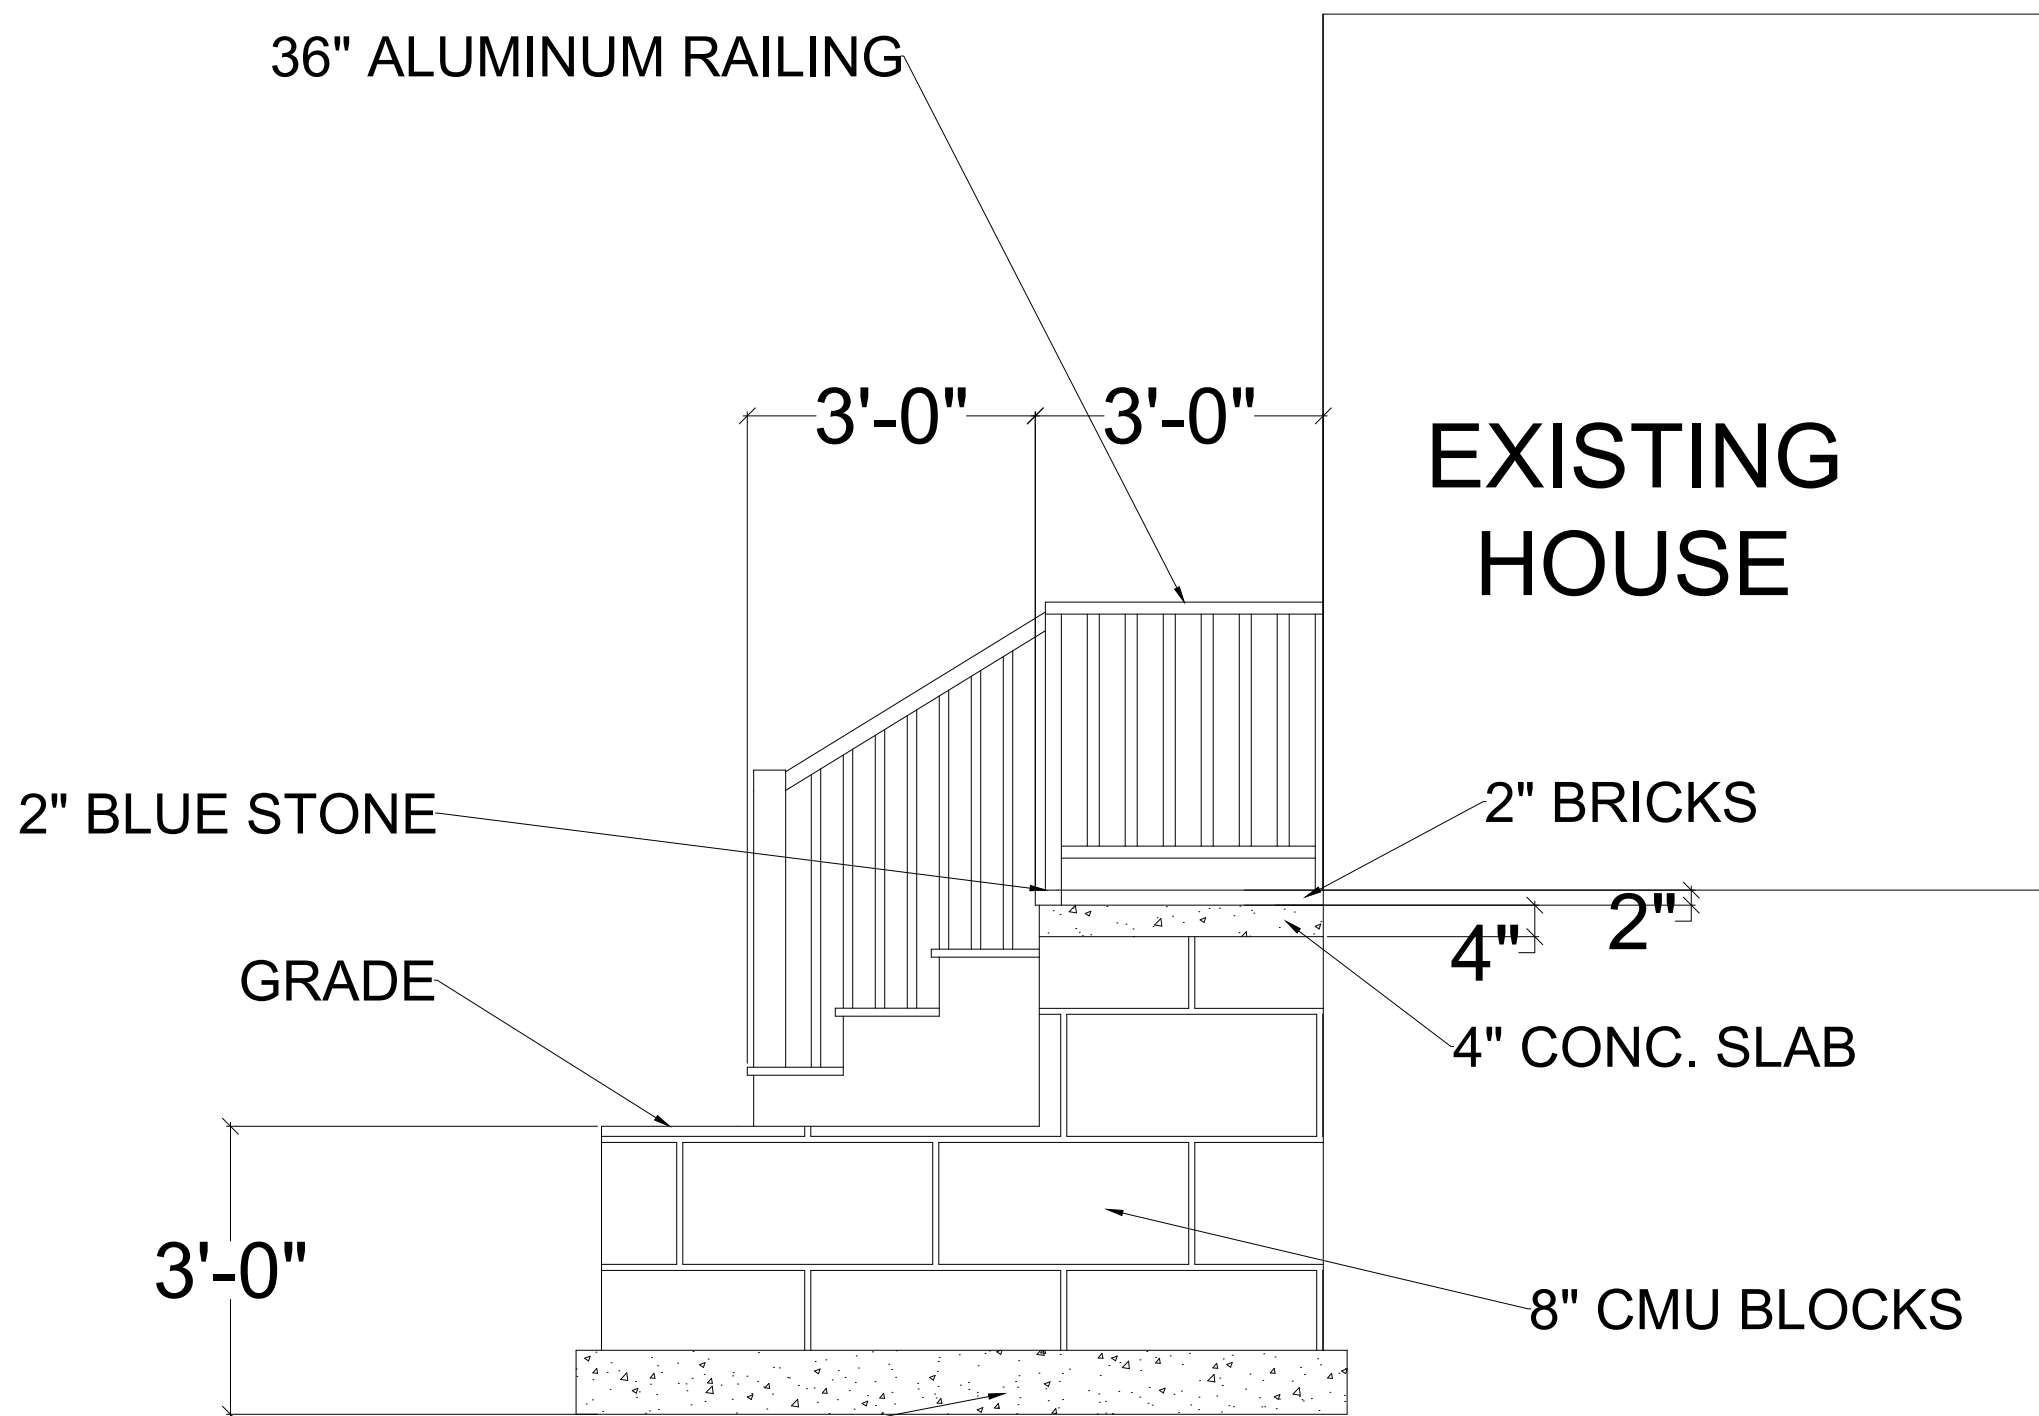 36" ALUMINUM RAILING
3'-0" 3'-0"
EXISTING
HOUSE
2" BLUE STONE
2" BRICKS
2"
4"
GRADE
4" CONC. SLAB
3'-0"
8" CMU BLOCKS